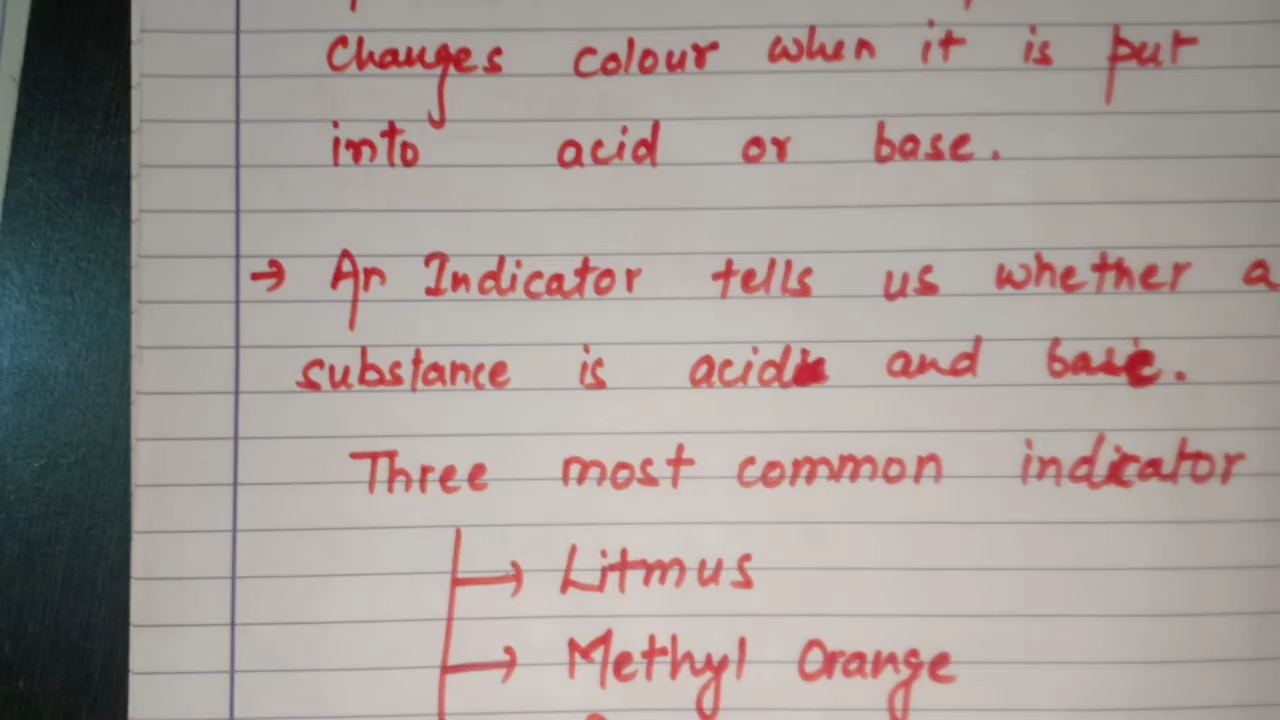 Changes colour when it is put
into acid or base.
→ An Indicator tells us whether a
substance is acid and base.
Three most common indicator
→ Litmus
→ Methyl Orange